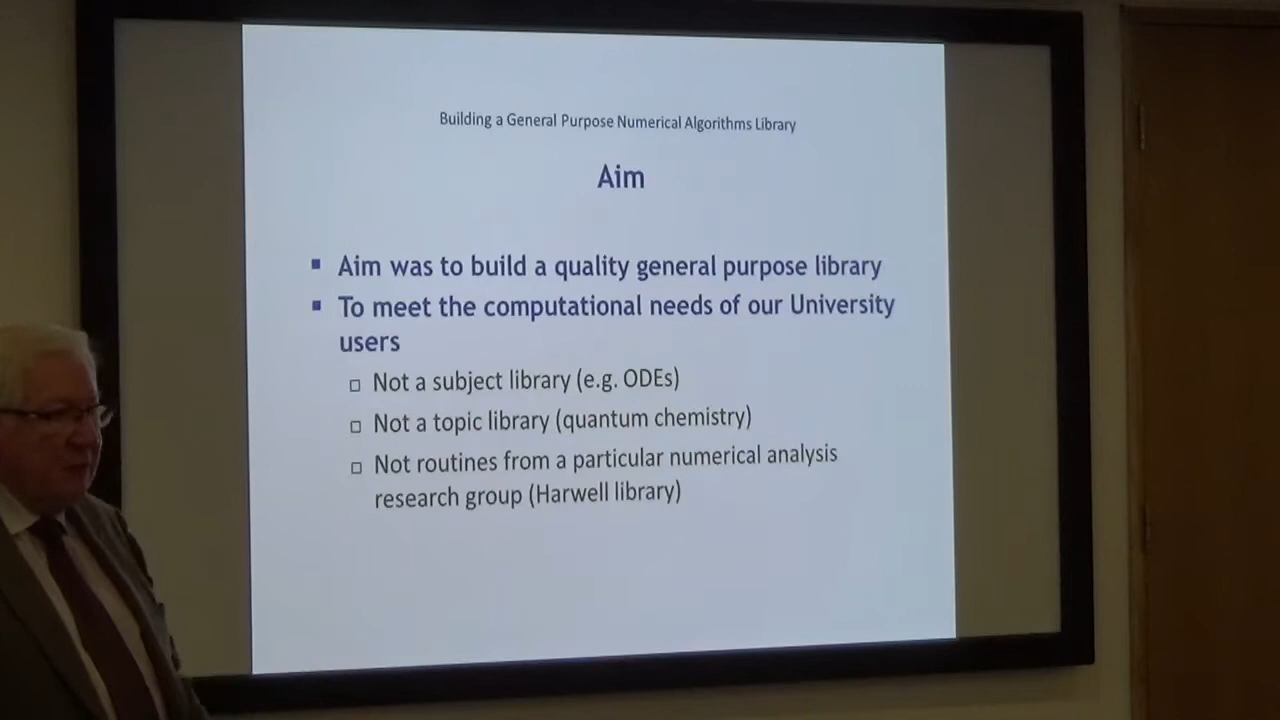 Building a General Purpose Numerical Algorithms Library
Aim
▪ Aim was to build a quality general purpose library
▪ To meet the computational needs of our University
users
□ Not a subject library (e.g. ODEs)
□ Not a topic library (quantum chemistry)
□ Not routines from a particular numerical analysis
research group (Harwell library)